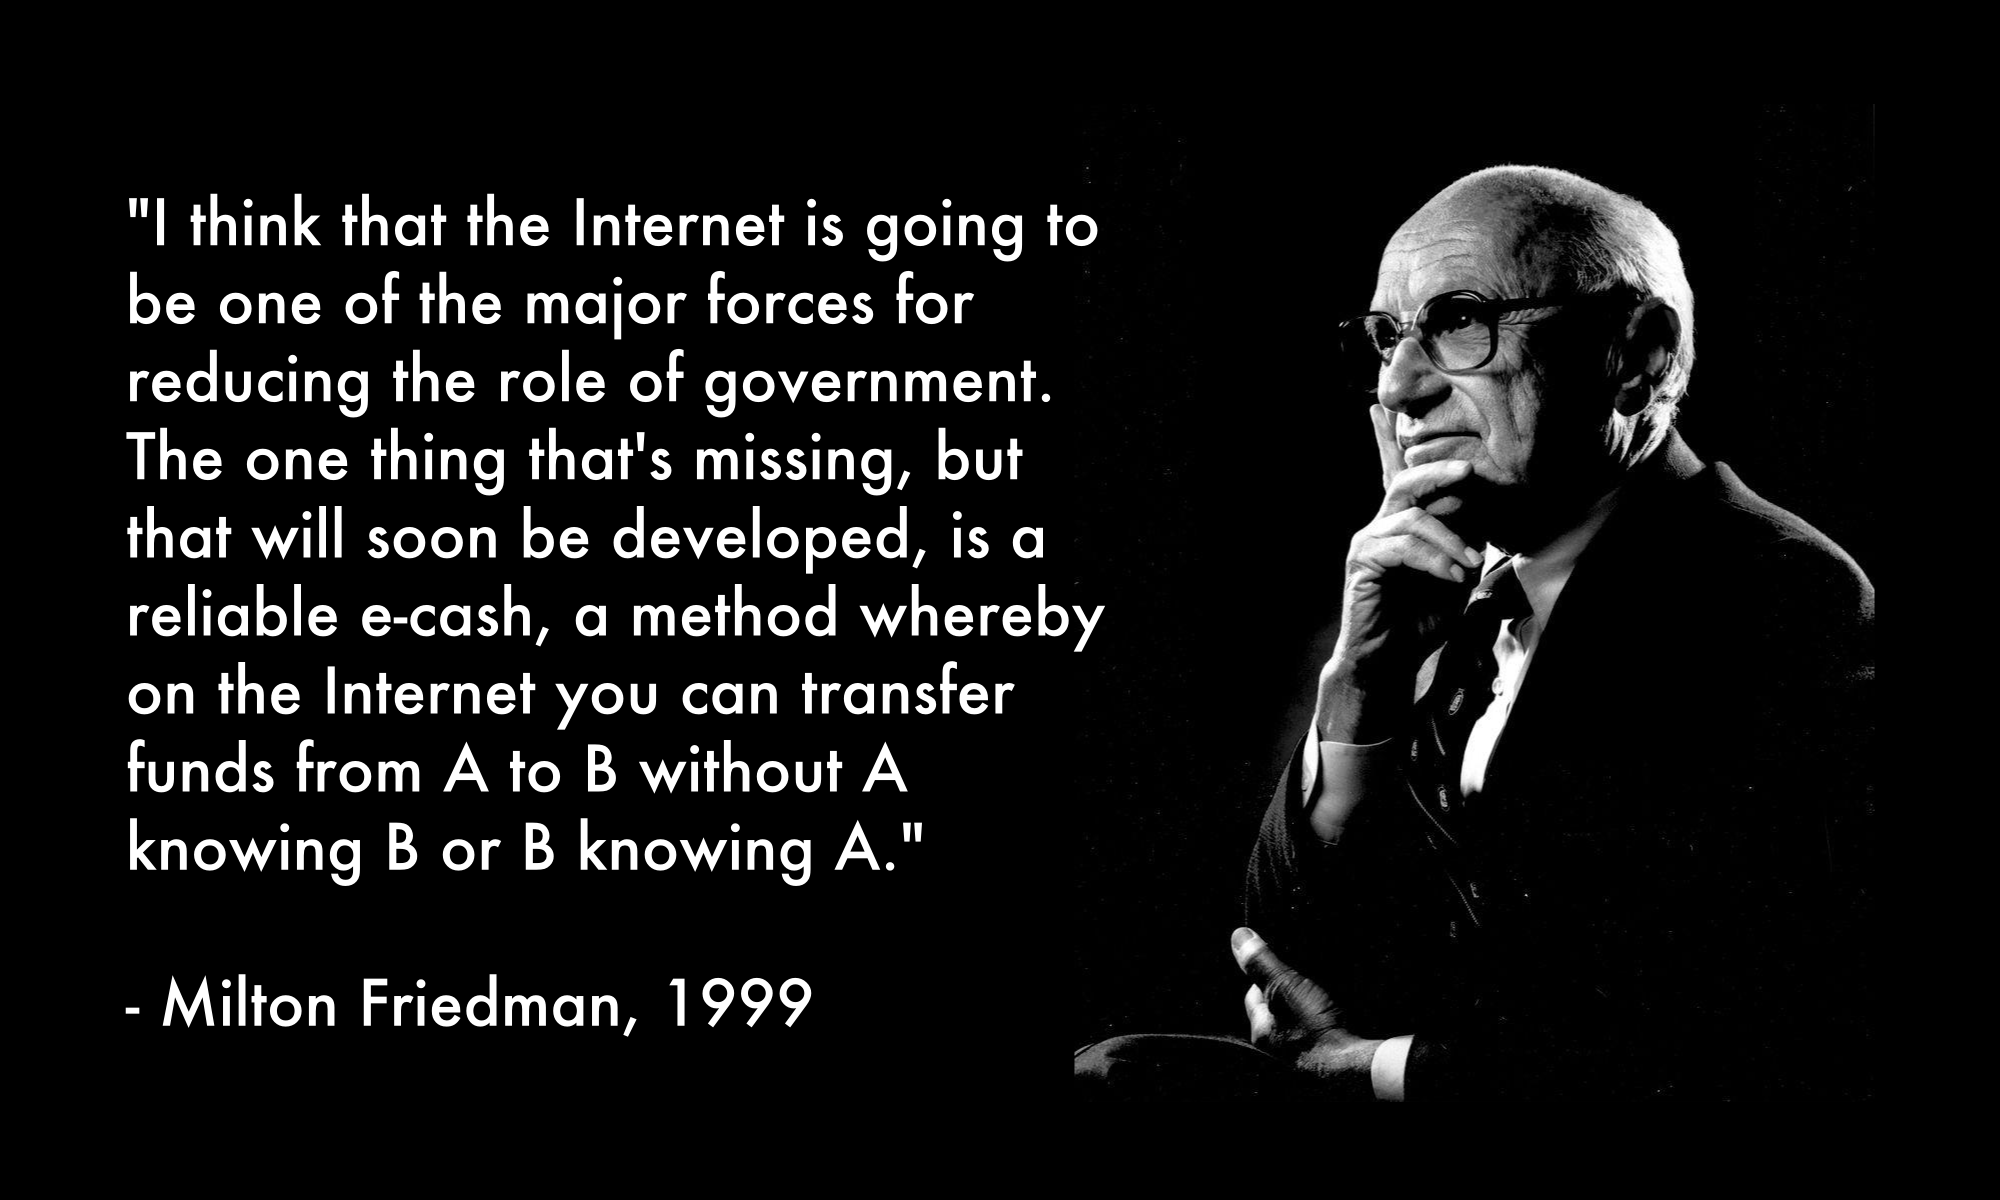 "I think that the Internet is going to
be one of the major forces for
reducing the role of government.
The one thing that's missing, but
that will soon be developed, is a
reliable e-cash, a method whereby
on the Internet you can transfer
funds from A to B without A
knowing B or B knowing A."
- Milton Friedman, 1999